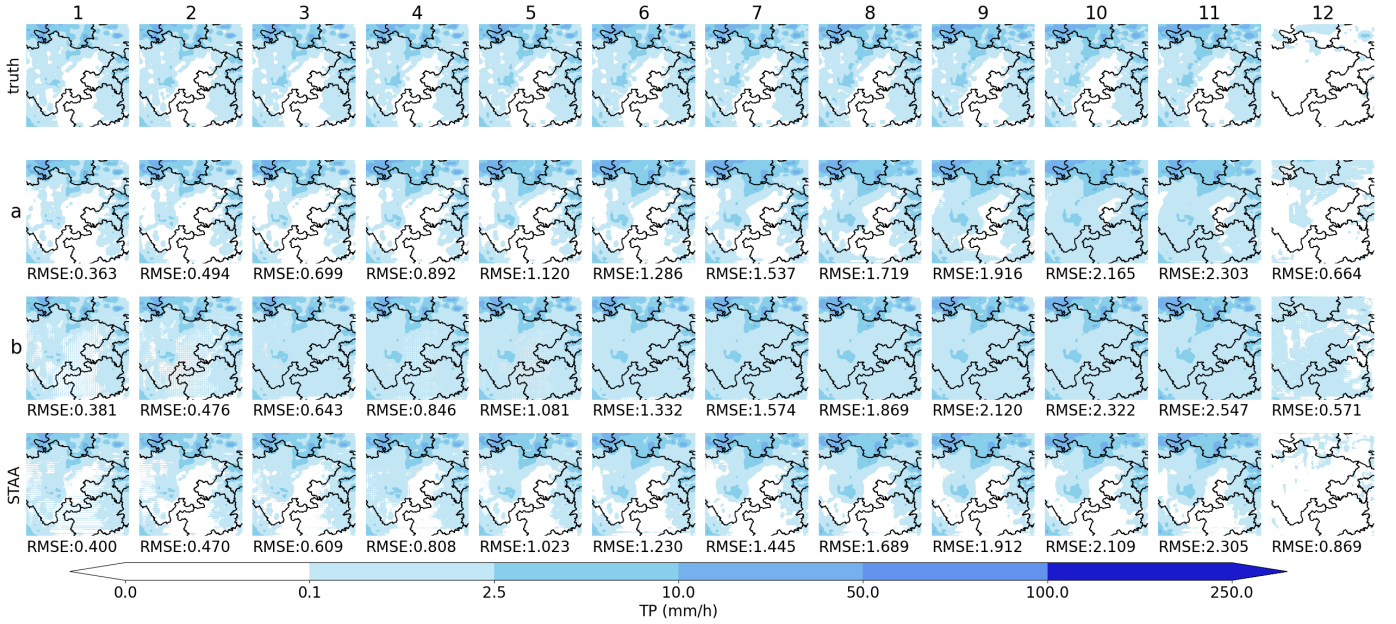 1 2 3 4 5 6 7 8 9 10 11 12
truth
a
RMSE:0.363 RMSE:0.494 RMSE:0.699 RMSE:0.892 RMSE:1.120 RMSE:1.286 RMSE:1.537 RMSE:1.719 RMSE:1.916 RMSE:2.165 RMSE:2.303 RMSE:0.664
b
RMSE:0.381 RMSE:0.476 RMSE:0.643 RMSE:0.846 RMSE:1.081 RMSE:1.332 RMSE:1.574 RMSE:1.869 RMSE:2.120 RMSE:2.322 RMSE:2.547 RMSE:0.571
STAA
RMSE:0.400 RMSE:0.470 RMSE:0.609 RMSE:0.808 RMSE:1.023 RMSE:1.230 RMSE:1.445 RMSE:1.689 RMSE:1.912 RMSE:2.109 RMSE:2.305 RMSE:0.869
0.0 0.1 2.5 10.0 50.0 100.0 250.0
TP (mm/h)